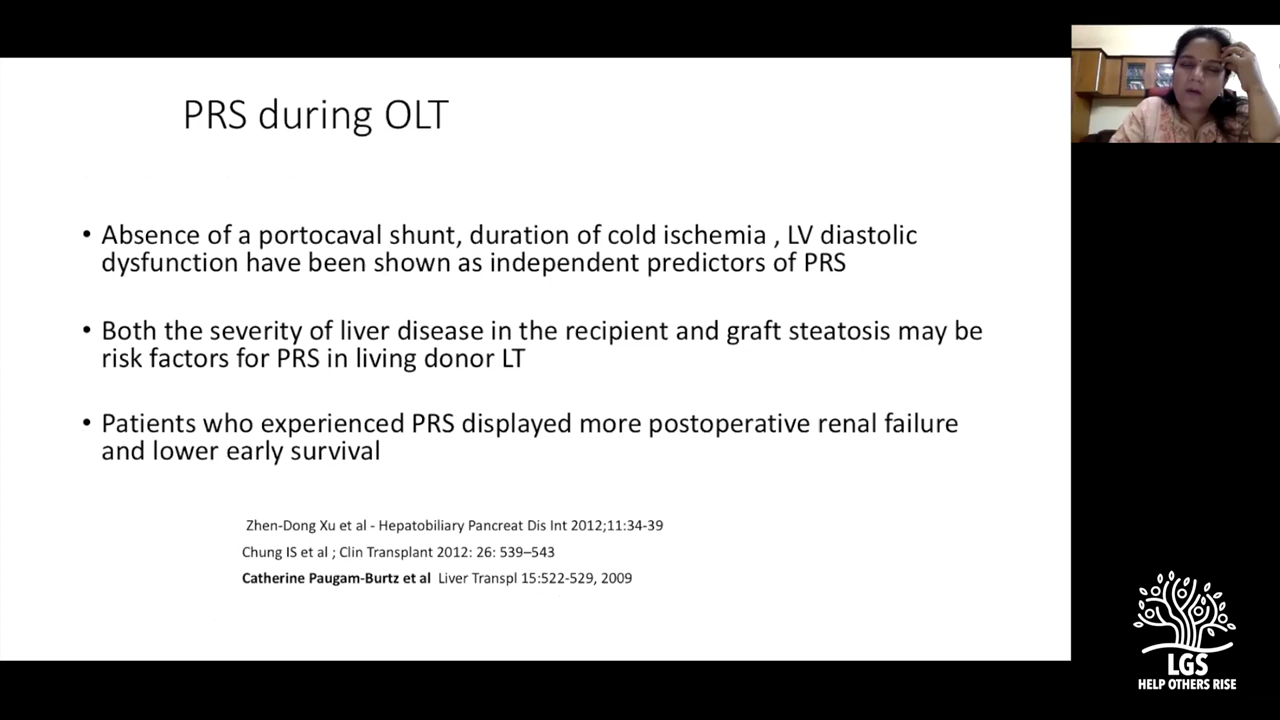 PRS during OLT
• Absence of a portocaval shunt, duration of cold ischemia , LV diastolic
dysfunction have been shown as independent predictors of PRS
• Both the severity of liver disease in the recipient and graft steatosis may be
risk factors for PRS in living donor LT
• Patients who experienced PRS displayed more postoperative renal failure
and lower early survival
Zhen-Dong Xu et al - Hepatobiliary Pancreat Dis Int 2012;11:34-39
Chung IS et al ; Clin Transplant 2012: 26: 539–543
Catherine Paugam-Burtz et al Liver Transpl 15:522-529, 2009
LGS
HELP OTHERS RISE